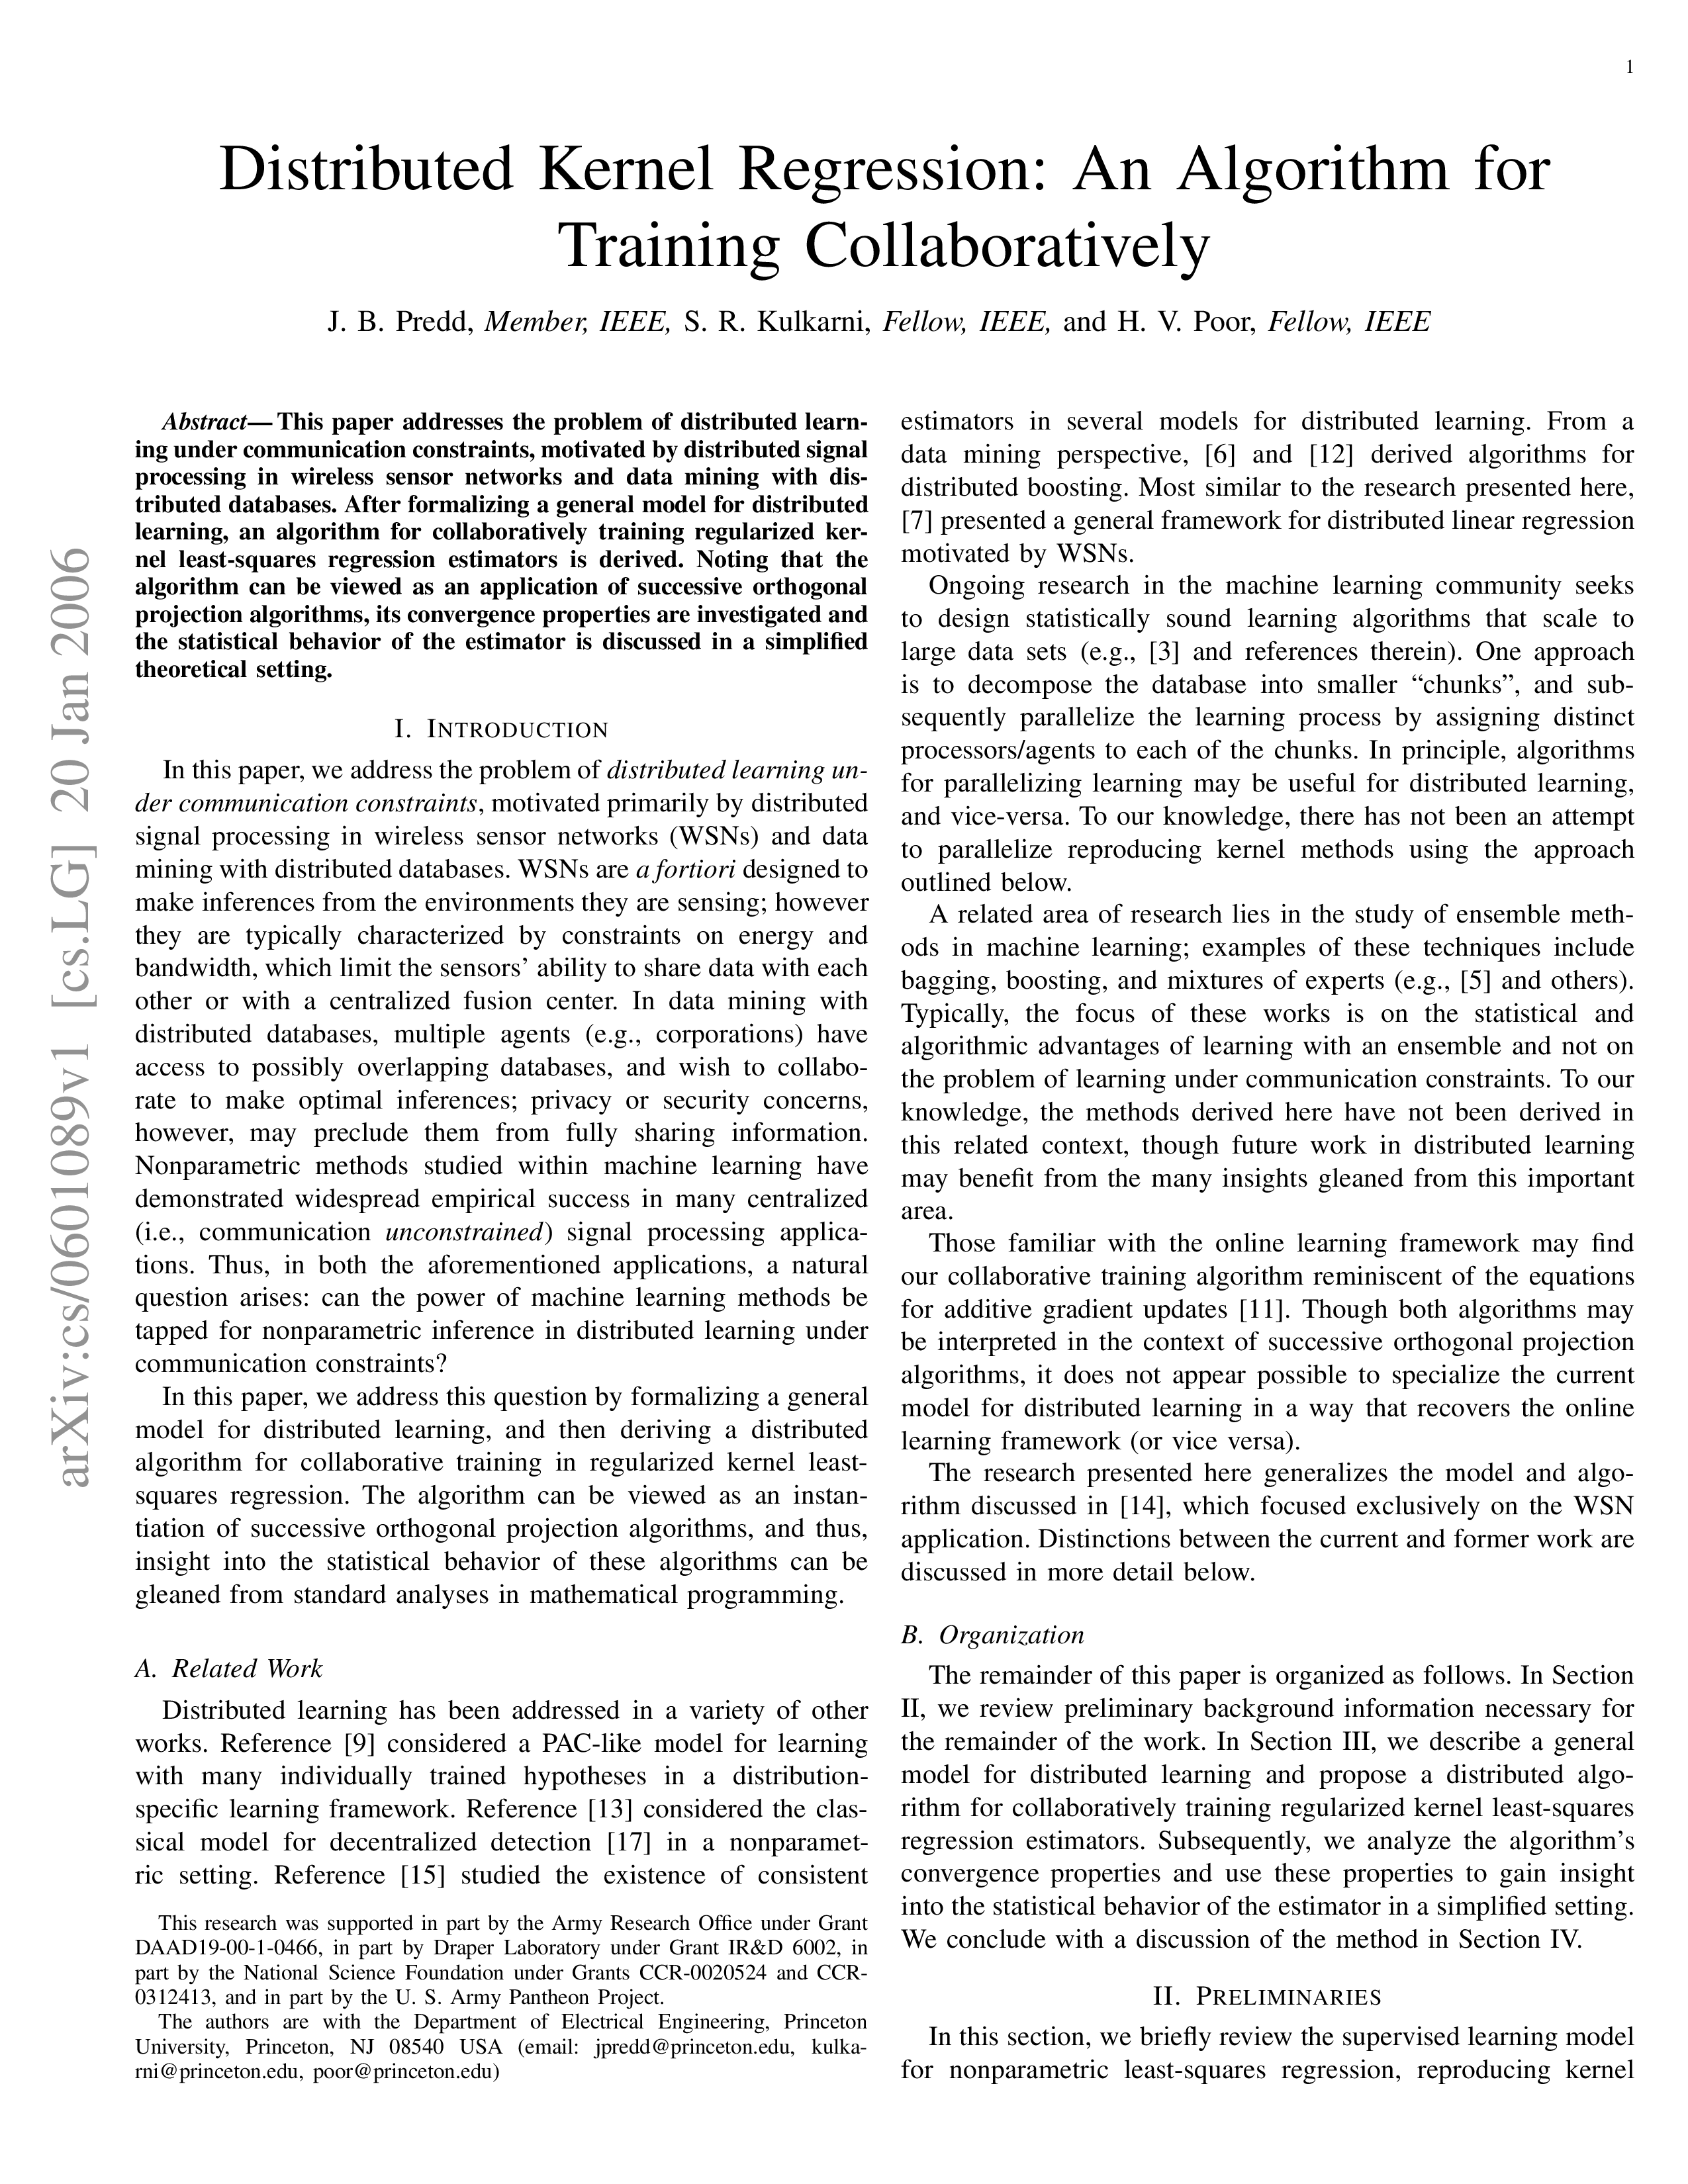 1
Distributed Kernel Regression: An Algorithm for
Training Collaboratively
J. B. Predd, Member, IEEE, S. R. Kulkarni, Fellow, IEEE, and H. V. Poor, Fellow, IEEE
arXiv:cs/0601089v1 [cs.LG] 20 Jan 2006
Abstract— This paper addresses the problem of distributed learn-
ing under communication constraints, motivated by distributed signal
processing in wireless sensor networks and data mining with dis-
tributed databases. After formalizing a general model for distributed
learning, an algorithm for collaboratively training regularized ker-
nel least-squares regression estimators is derived. Noting that the
algorithm can be viewed as an application of successive orthogonal
projection algorithms, its convergence properties are investigated and
the statistical behavior of the estimator is discussed in a simplified
theoretical setting.
I. INTRODUCTION
In this paper, we address the problem of distributed learning un-
der communication constraints, motivated primarily by distributed
signal processing in wireless sensor networks (WSNs) and data
mining with distributed databases. WSNs are a fortiori designed to
make inferences from the environments they are sensing; however
they are typically characterized by constraints on energy and
bandwidth, which limit the sensors' ability to share data with each
other or with a centralized fusion center. In data mining with
distributed databases, multiple agents (e.g., corporations) have
access to possibly overlapping databases, and wish to collabo-
rate to make optimal inferences; privacy or security concerns,
however, may preclude them from fully sharing information.
Nonparametric methods studied within machine learning have
demonstrated widespread empirical success in many centralized
(i.e., communication unconstrained) signal processing applica-
tions. Thus, in both the aforementioned applications, a natural
question arises: can the power of machine learning methods be
tapped for nonparametric inference in distributed learning under
communication constraints?
In this paper, we address this question by formalizing a general
model for distributed learning, and then deriving a distributed
algorithm for collaborative training in regularized kernel least-
squares regression. The algorithm can be viewed as an instan-
tiation of successive orthogonal projection algorithms, and thus,
insight into the statistical behavior of these algorithms can be
gleaned from standard analyses in mathematical programming.
A. Related Work
Distributed learning has been addressed in a variety of other
works. Reference [9] considered a PAC-like model for learning
with many individually trained hypotheses in a distribution-
specific learning framework. Reference [13] considered the clas-
sical model for decentralized detection [17] in a nonparamet-
ric setting. Reference [15] studied the existence of consistent
This research was supported in part by the Army Research Office under Grant
DAAD19-00-1-0466, in part by Draper Laboratory under Grant IR&D 6002, in
part by the National Science Foundation under Grants CCR-0020524 and CCR-
0312413, and in part by the U. S. Army Pantheon Project.
The authors are with the Department of Electrical Engineering, Princeton
University, Princeton, NJ 08540 USA (email: jpredd@princeton.edu, kulka-
rni@princeton.edu, poor@princeton.edu)
estimators in several models for distributed learning. From a
data mining perspective, [6] and [12] derived algorithms for
distributed boosting. Most similar to the research presented here,
[7] presented a general framework for distributed linear regression
motivated by WSNs.
Ongoing research in the machine learning community seeks
to design statistically sound learning algorithms that scale to
large data sets (e.g., [3] and references therein). One approach
is to decompose the database into smaller “chunks”, and sub-
sequently parallelize the learning process by assigning distinct
processors/agents to each of the chunks. In principle, algorithms
for parallelizing learning may be useful for distributed learning,
and vice-versa. To our knowledge, there has not been an attempt
to parallelize reproducing kernel methods using the approach
outlined below.
A related area of research lies in the study of ensemble meth-
ods in machine learning; examples of these techniques include
bagging, boosting, and mixtures of experts (e.g., [5] and others).
Typically, the focus of these works is on the statistical and
algorithmic advantages of learning with an ensemble and not on
the problem of learning under communication constraints. To our
knowledge, the methods derived here have not been derived in
this related context, though future work in distributed learning
may benefit from the many insights gleaned from this important
area.
Those familiar with the online learning framework may find
our collaborative training algorithm reminiscent of the equations
for additive gradient updates [11]. Though both algorithms may
be interpreted in the context of successive orthogonal projection
algorithms, it does not appear possible to specialize the current
model for distributed learning in a way that recovers the online
learning framework (or vice versa).
The research presented here generalizes the model and algo-
rithm discussed in [14], which focused exclusively on the WSN
application. Distinctions between the current and former work are
discussed in more detail below.
B. Organization
The remainder of this paper is organized as follows. In Section
II, we review preliminary background information necessary for
the remainder of the work. In Section III, we describe a general
model for distributed learning and propose a distributed algo-
rithm for collaboratively training regularized kernel least-squares
regression estimators. Subsequently, we analyze the algorithm's
convergence properties and use these properties to gain insight
into the statistical behavior of the estimator in a simplified setting.
We conclude with a discussion of the method in Section IV.
II. PRELIMINARIES
In this section, we briefly review the supervised learning model
for nonparametric least-squares regression, reproducing kernel